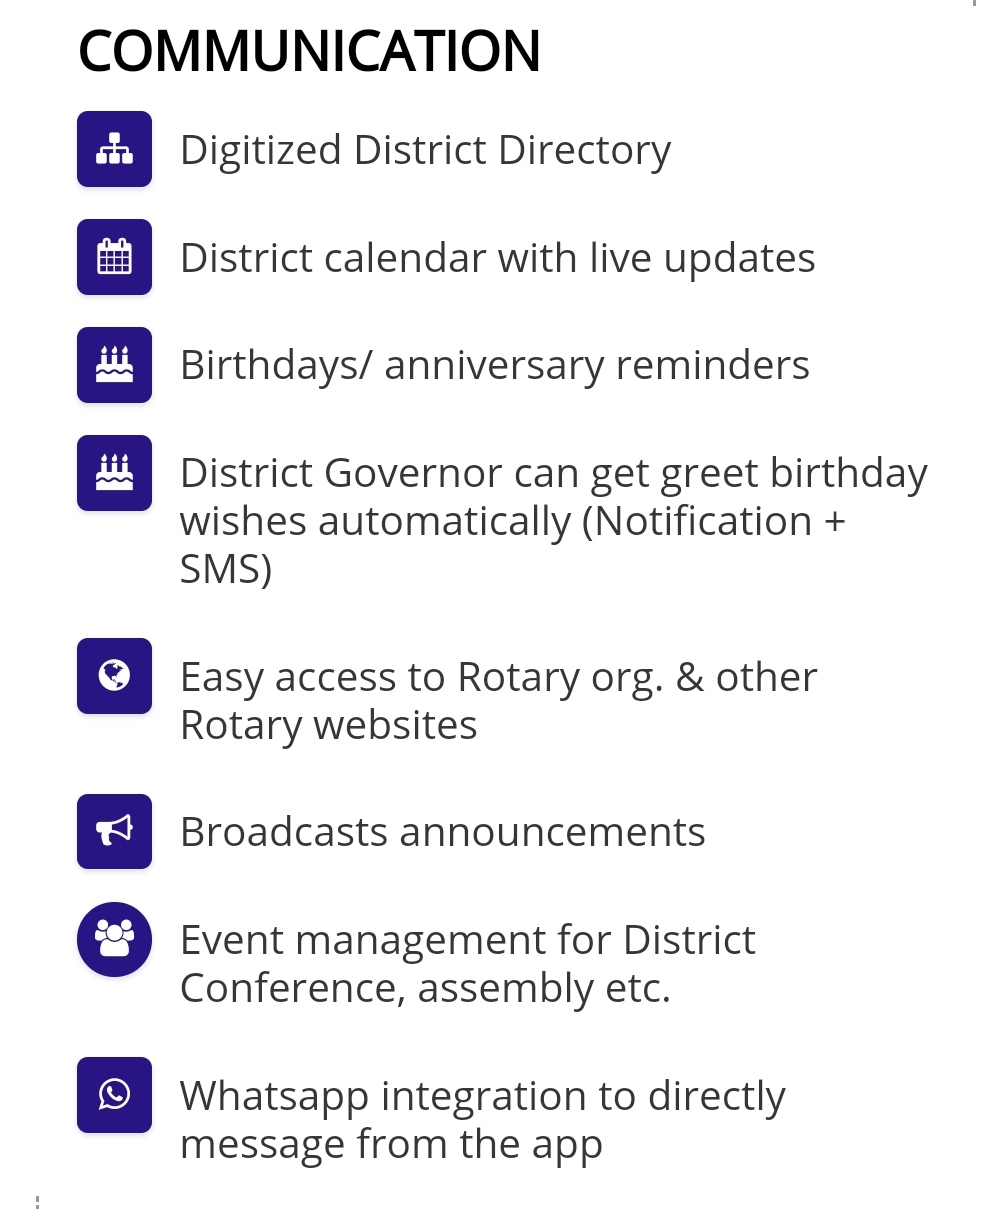 COMMUNICATION
Digitized District Directory
District calendar with live updates
Birthdays/ anniversary reminders
District Governor can get greet birthday
wishes automatically (Notification +
SMS)
Easy access to Rotary org. & other
Rotary websites
Broadcasts announcements
Event management for District
Conference, assembly etc.
Whatsapp integration to directly
message from the app